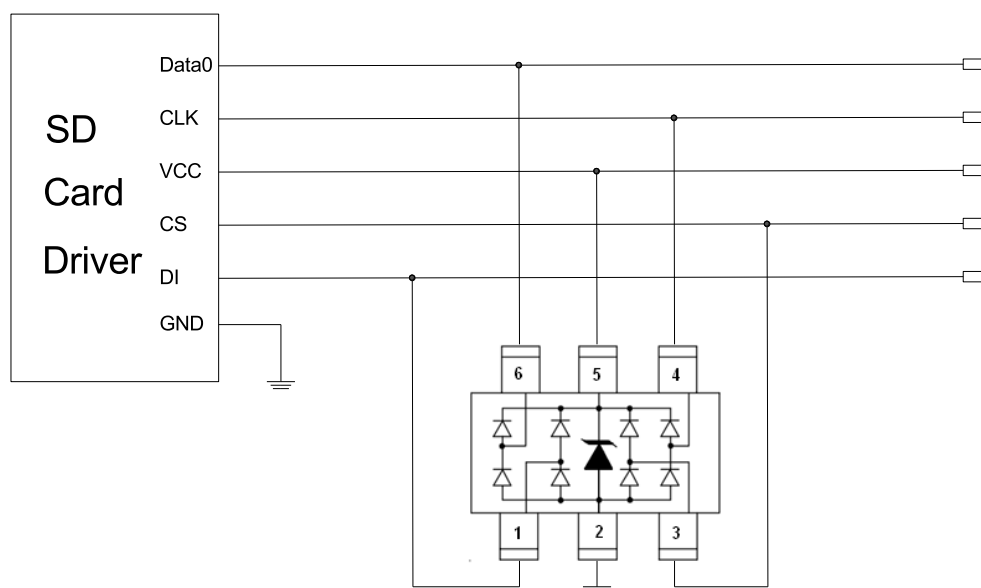 SD
Card
Driver
Data0
CLK
VCC
CS
DI
GND
6 5 4
1 2 3